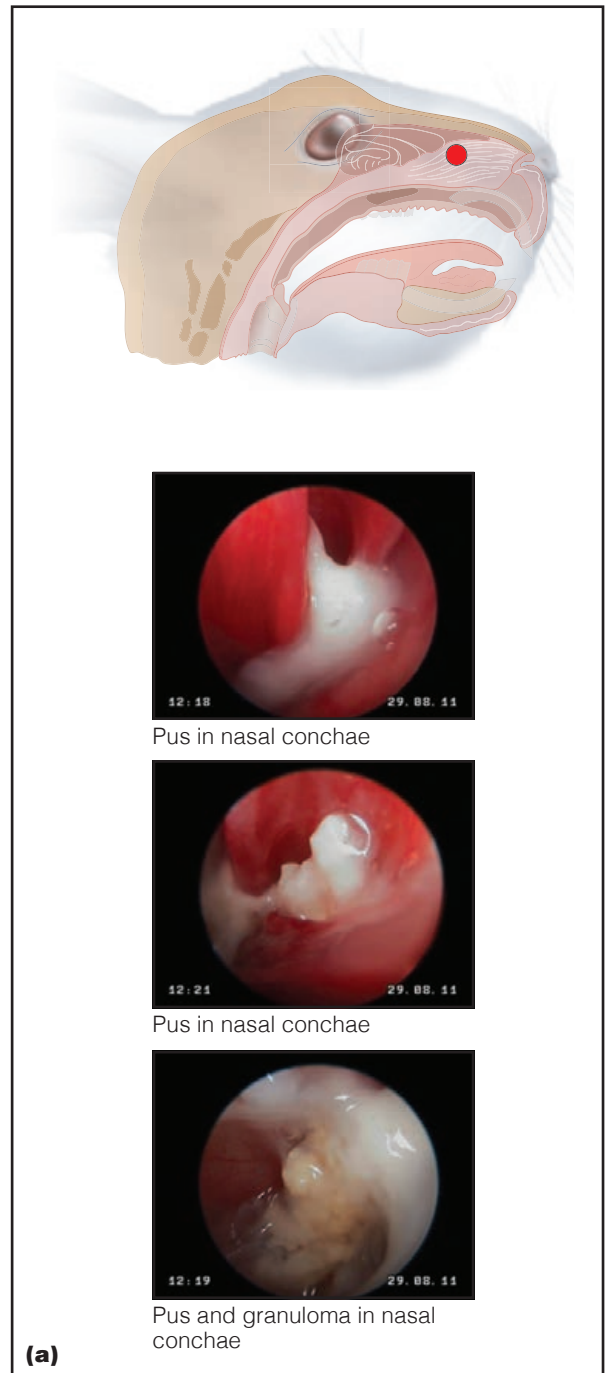 12:18 29.08.11
Pus in nasal conchae
12:21 29.08.11
Pus in nasal conchae
12:19 29.08.11
Pus and granuloma in nasal
conchae
(a)